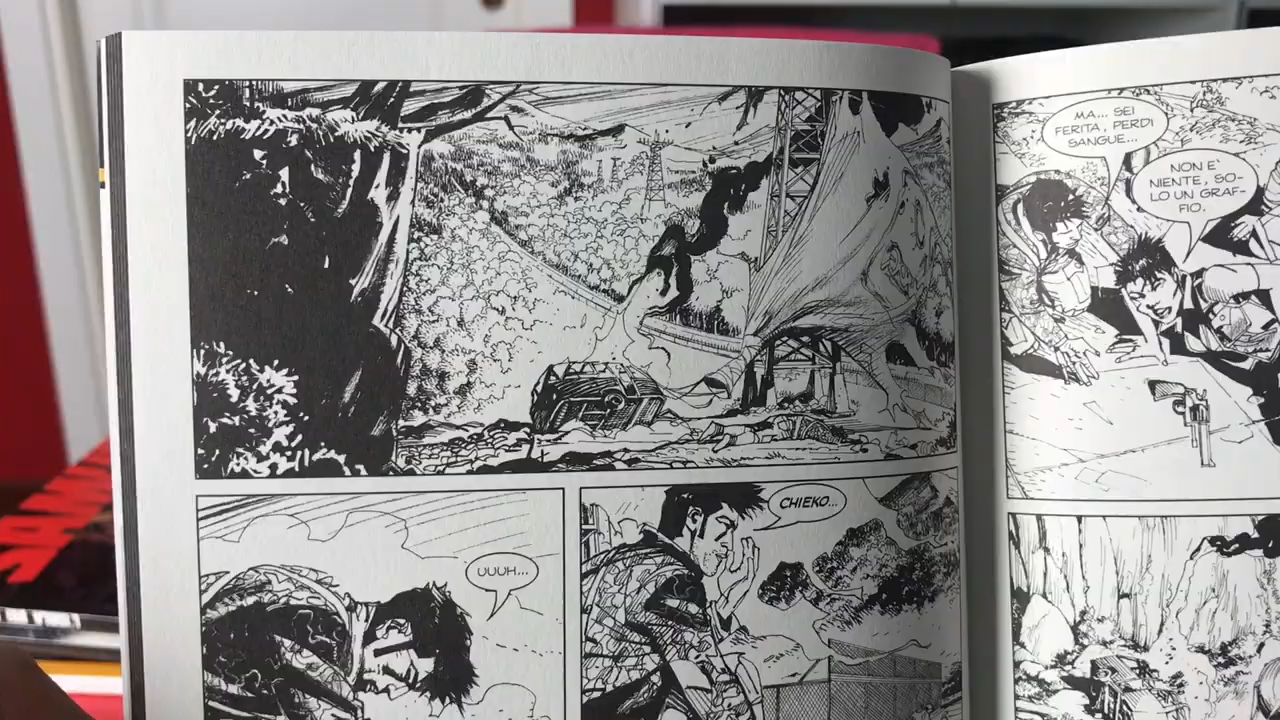 UUUH...
CHIEKO...
MA... SEI
FERITA, PERDI
SANGUE...
NON E'
NIENTE, SO-
LO UN GRAF-
FIO.